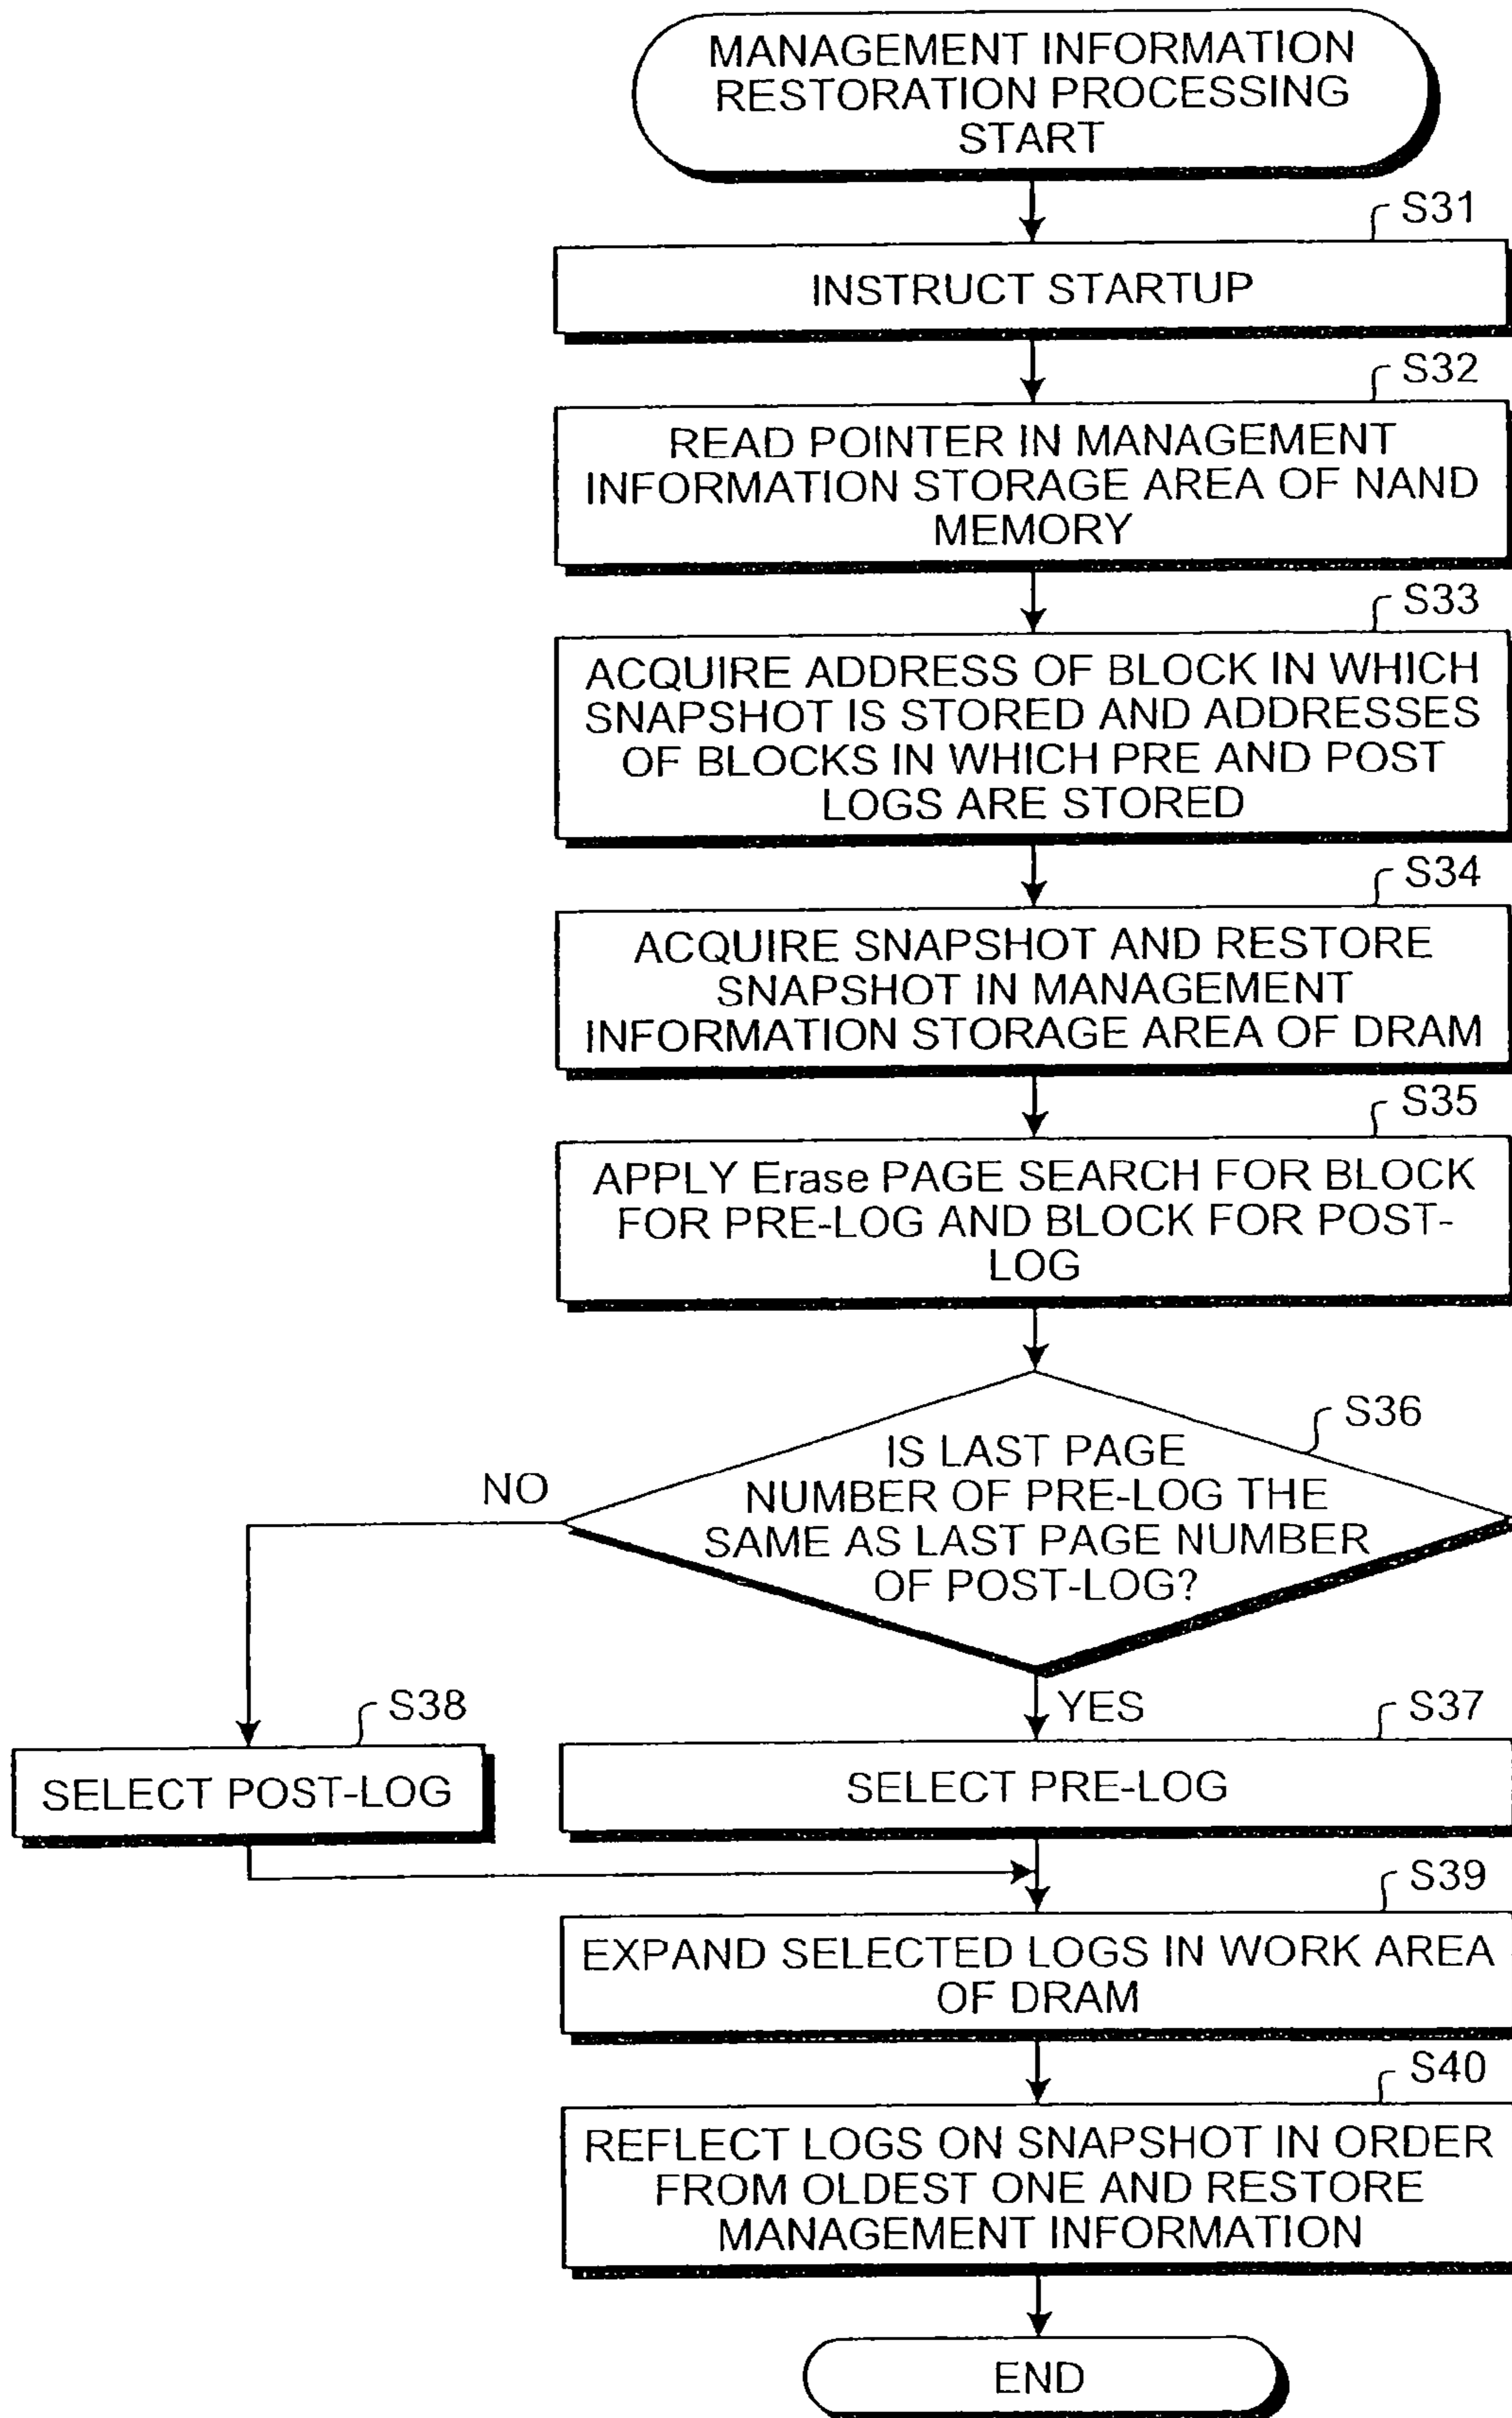 MANAGEMENT INFORMATION
RESTORATION PROCESSING
START
S31
INSTRUCT STARTUP
S32
READ POINTER IN MANAGEMENT
INFORMATION STORAGE AREA OF NAND
MEMORY
S33
ACQUIRE ADDRESS OF BLOCK IN WHICH
SNAPSHOT IS STORED AND ADDRESSES
OF BLOCKS IN WHICH PRE AND POST
LOGS ARE STORED
S34
ACQUIRE SNAPSHOT AND RESTORE
SNAPSHOT IN MANAGEMENT
INFORMATION STORAGE AREA OF DRAM
S35
APPLY Erase PAGE SEARCH FOR BLOCK
FOR PRE-LOG AND BLOCK FOR POST-
LOG
S36
IS LAST PAGE
NUMBER OF PRE-LOG THE
SAME AS LAST PAGE NUMBER
OF POST-LOG?
NO
YES
S38
SELECT POST-LOG
S37
SELECT PRE-LOG
S39
EXPAND SELECTED LOGS IN WORK AREA
OF DRAM
S40
REFLECT LOGS ON SNAPSHOT IN ORDER
FROM OLDEST ONE AND RESTORE
MANAGEMENT INFORMATION
END